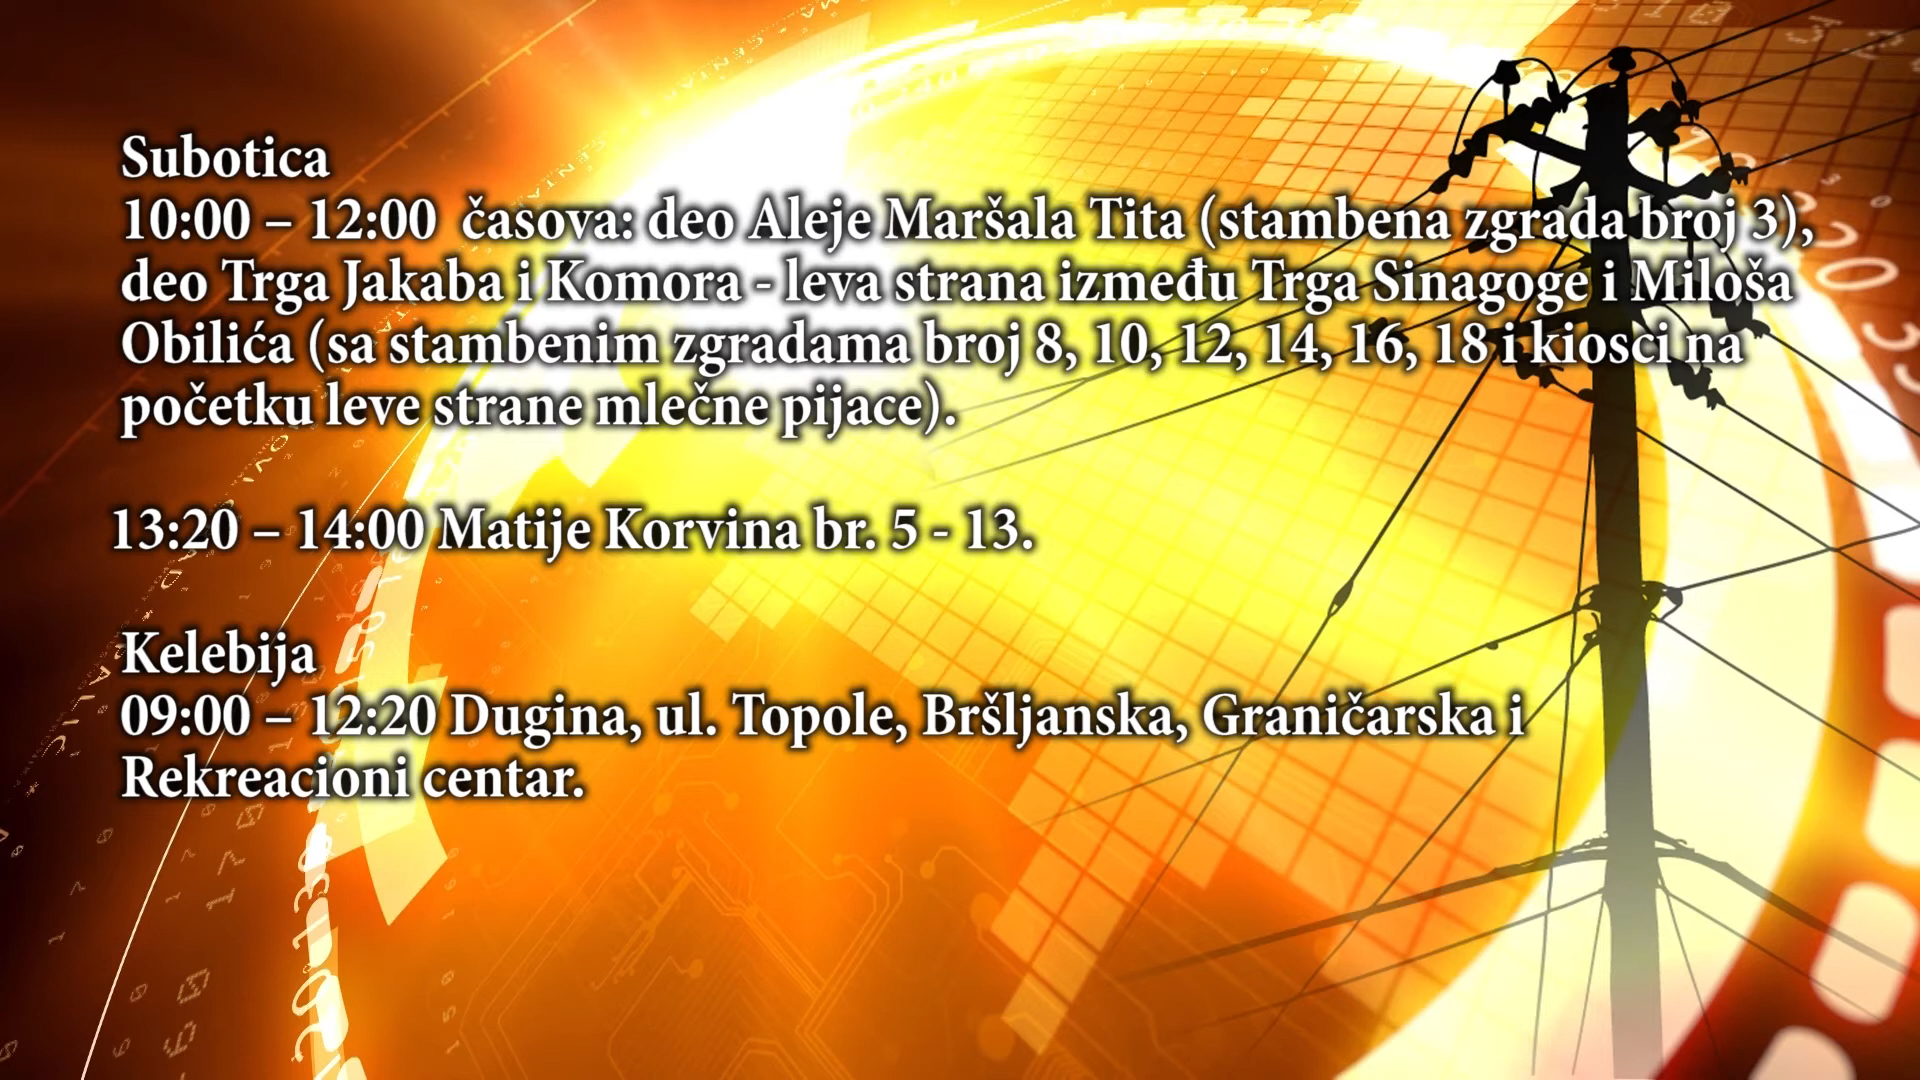 Subotica
10:00 – 12:00 časova: deo Aleje Maršala Tita (stambena zgrada broj 3),
deo Trga Jakaba i Komora - leva strana između Trga Sinagoge i Miloša
Obilića (sa stambenim zgradama broj 8, 10, 12, 14, 16, 18 i kiosci na
početku leve strane mlečne pijace).
13:20 – 14:00 Matije Korvina br. 5 - 13.
Kelebija
09:00 – 12:20 Dugina, ul. Topole, Bršljanska, Graničarska i
Rekreacioni centar.